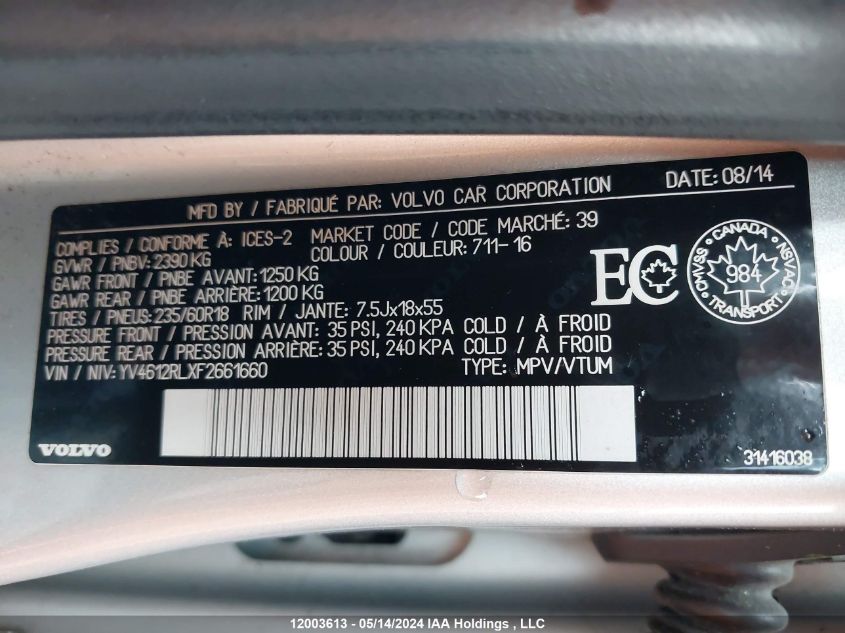 MFD BY / FABRIQUÉ PAR: VOLVO CAR CORPORATION DATE: 08/14
COMPLIES / CONFORME À: ICES-2 MARKET CODE / CODE MARCHÉ: 39
GVWR / PNBV: 2390 KG COLOUR / COULEUR: 711-16
GAWR FRONT / PNBE AVANT: 1250 KG
GAWR REAR / PNBE ARRIÈRE: 1200 KG
TIRES / PNEUS: 235/60R18 RIM / JANTE: 7.5Jx18x55
PRESSURE FRONT / PRESSION AVANT: 35 PSI, 240 KPA COLD / À FROID
PRESSURE REAR / PRESSION ARRIÈRE: 35 PSI, 240 KPA COLD / À FROID
VIN / NIV: YV4612RLXF2661660 TYPE: MPV/VTUM
EC
CANADA
CMVSS 984 NSVAC
TRANSPORT
VOLVO 31416038
12003613 - 05/14/2024 IAA Holdings , LLC